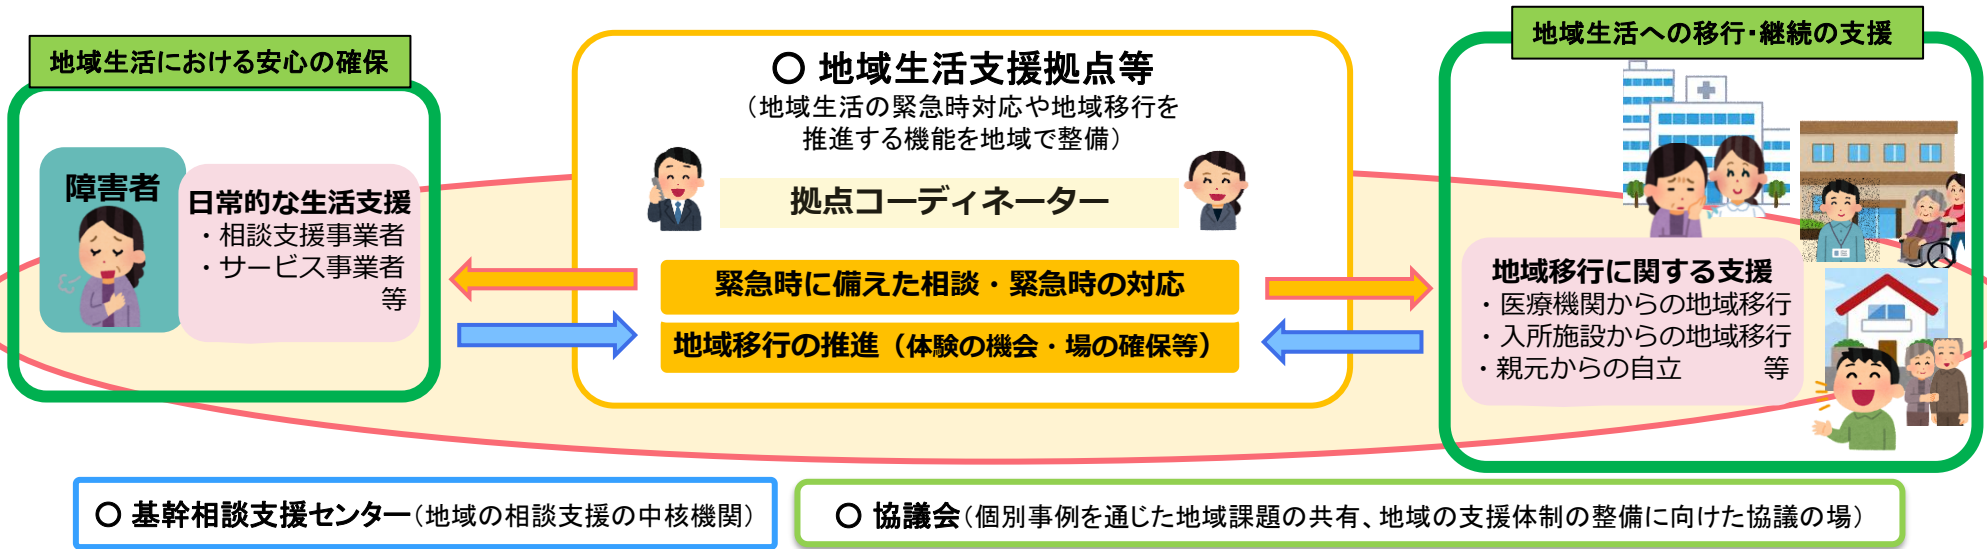 地域生活における安心の確保
障害者
日常的な生活支援
・相談支援事業者
・サービス事業者
等
○ 地域生活支援拠点等
（地域生活の緊急時対応や地域移行を
推進する機能を地域で整備）
拠点コーディネーター
緊急時に備えた相談・緊急時の対応
地域移行の推進（体験の機会・場の確保等）
地域生活への移行・継続の支援
地域移行に関する支援
・医療機関からの地域移行
・入所施設からの地域移行
・親元からの自立　　　等
○ 基幹相談支援センター（地域の相談支援の中核機関）
○ 協議会（個別事例を通じた地域課題の共有、地域の支援体制の整備に向けた協議の場）